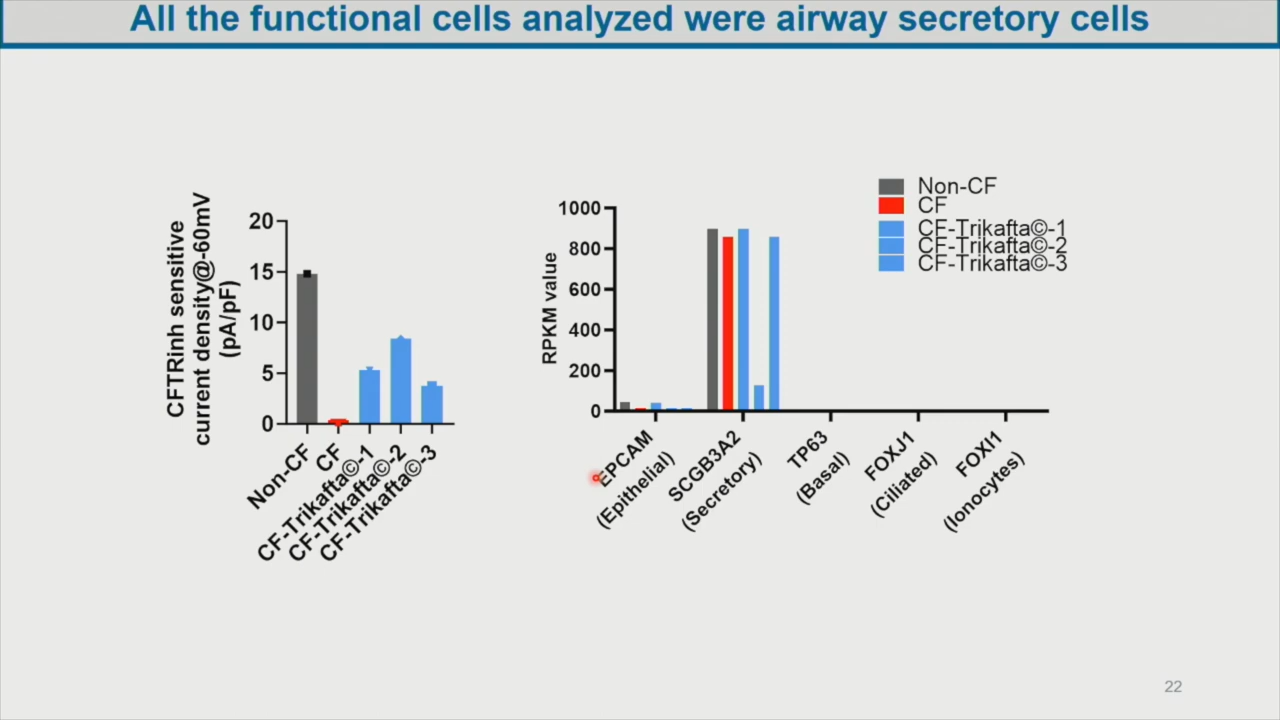 All the functional cells analyzed were airway secretory cells
CFTRinh sensitive
current density@-60mV
(pA/pF)
20
15
10
5
0
Non-CF
CF
CF-Trikafta©-1
CF-Trikafta©-2
CF-Trikafta©-3
RPKM value
1000
800
600
400
200
0
EPCAM
(Epithelial)
SCGB3A2
(Secretory)
TP63
(Basal)
FOXJ1
(Ciliated)
FOXI1
(Ionocytes)
Non-CF
CF
CF-Trikafta©-1
CF-Trikafta©-2
CF-Trikafta©-3
22